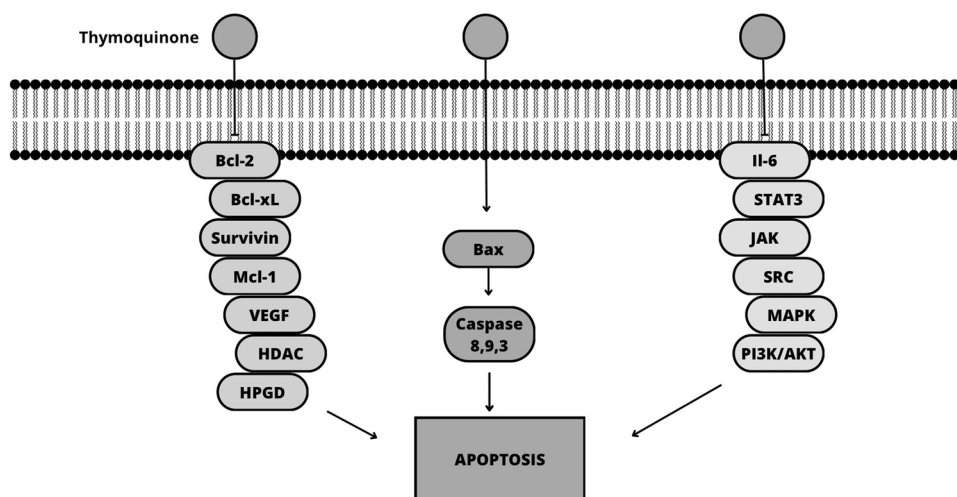 Thymoquinone
Bcl-2
Bcl-xL
Survivin
Mcl-1
VEGF
HDAC
HPGD
Bax
Caspase
8,9,3
Il-6
STAT3
JAK
SRC
MAPK
PI3K/AKT
APOPTOSIS